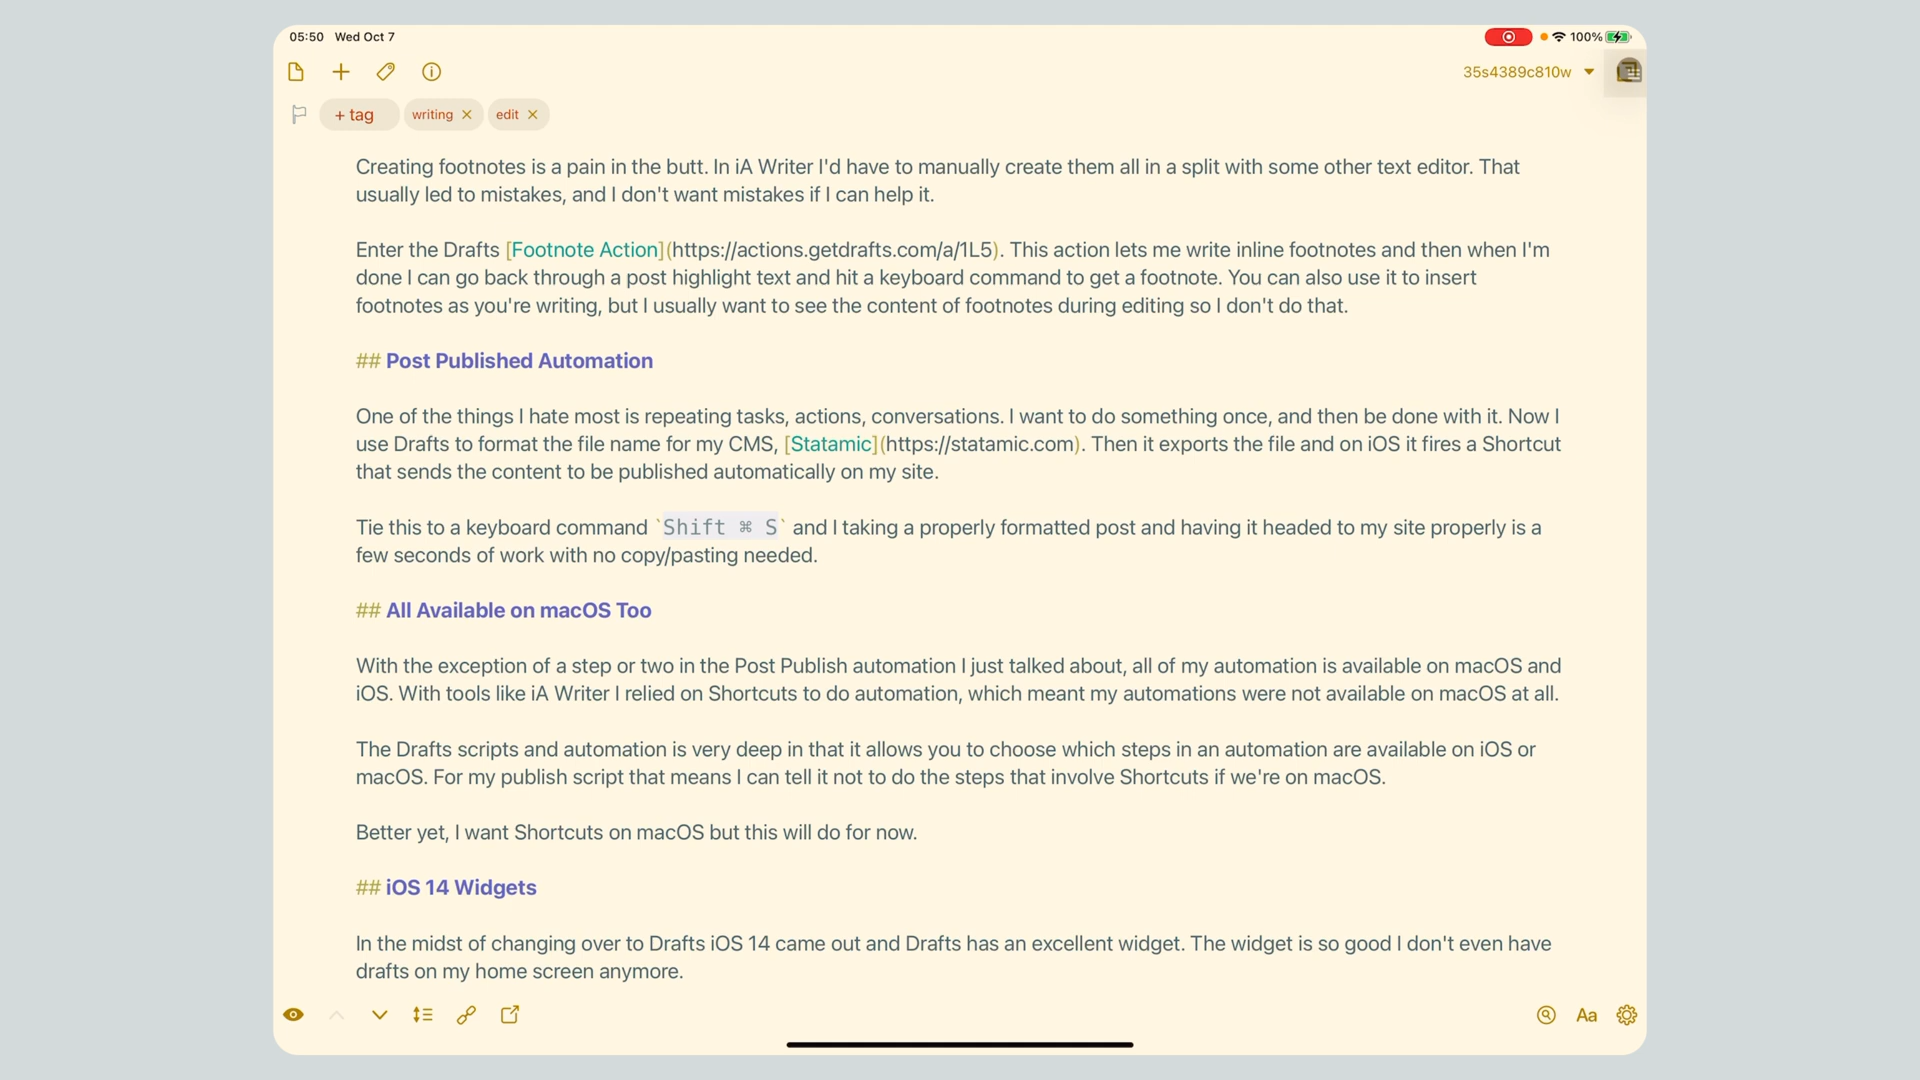 05:50 Wed Oct 7
100%
35s4389c810w
+ tag writing edit
Creating footnotes is a pain in the butt. In iA Writer I'd have to manually create them all in a split with some other text editor. That
usually led to mistakes, and I don't want mistakes if I can help it.
Enter the Drafts [Footnote Action](https://actions.getdrafts.com/a/1L5). This action lets me write inline footnotes and then when I'm
done I can go back through a post highlight text and hit a keyboard command to get a footnote. You can also use it to insert
footnotes as you're writing, but I usually want to see the content of footnotes during editing so I don't do that.
## Post Published Automation
One of the things I hate most is repeating tasks, actions, conversations. I want to do something once, and then be done with it. Now I
use Drafts to format the file name for my CMS, [Statamic](https://statamic.com). Then it exports the file and on iOS it fires a Shortcut
that sends the content to be published automatically on my site.
Tie this to a keyboard command `Shift ⌘ S` and I taking a properly formatted post and having it headed to my site properly is a
few seconds of work with no copy/pasting needed.
## All Available on macOS Too
With the exception of a step or two in the Post Publish automation I just talked about, all of my automation is available on macOS and
iOS. With tools like iA Writer I relied on Shortcuts to do automation, which meant my automations were not available on macOS at all.
The Drafts scripts and automation is very deep in that it allows you to choose which steps in an automation are available on iOS or
macOS. For my publish script that means I can tell it not to do the steps that involve Shortcuts if we're on macOS.
Better yet, I want Shortcuts on macOS but this will do for now.
## iOS 14 Widgets
In the midst of changing over to Drafts iOS 14 came out and Drafts has an excellent widget. The widget is so good I don't even have
drafts on my home screen anymore.
Aa